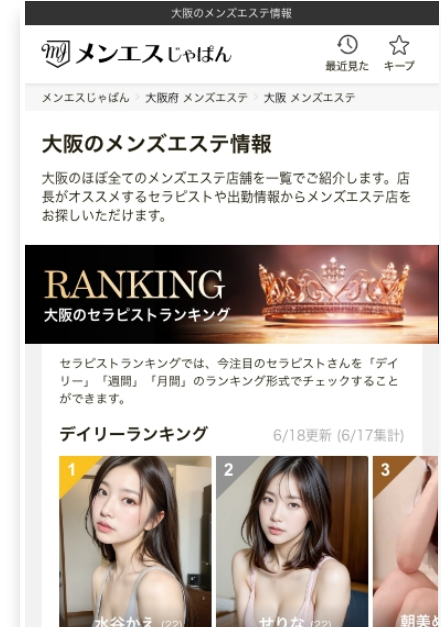 大阪のメンズエステ情報
mj メンエスじゃぱん
最近見た キープ
メンエスじゃぱん > 大阪府 メンズエステ > 大阪 メンズエステ
大阪のメンズエステ情報
大阪のほぼ全てのメンズエステ店舗を一覧でご紹介します。店
長がオススメするセラピストや出勤情報からメンズエステ店を
お探しいただけます。
RANKING
大阪のセラピストランキング
セラピストランキングでは、今注目のセラピストさんを「デイ
リー」「週間」「月間」のランキング形式でチェックすること
ができます。
デイリーランキング 6/18更新 (6/17集計)
1 2 3
水谷かえ (22) せりな (22) 朝美